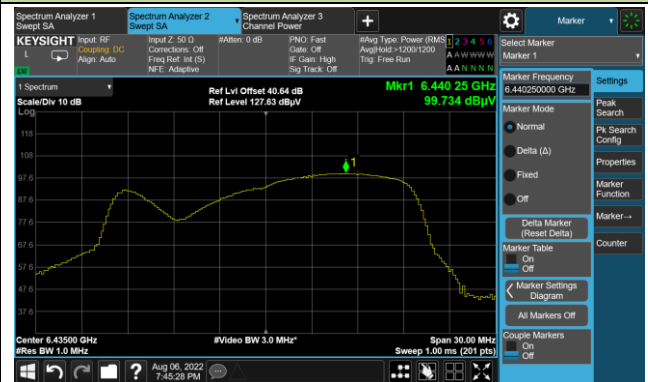 Spectrum Analyzer 1
Swept SA
Spectrum Analyzer 2
Swept SA
Spectrum Analyzer 3
Channel Power
+
Marker
KEYSIGHT
L
Input: RF
Coupling: DC
Align: Auto
Input Z: 50 Ω
Corrections: Off
Freq Ref: Int (S)
NFE: Adaptive
#Atten: 0 dB
PNO: Fast
Gate: Off
IF Gain: High
Sig Track: Off
#Avg Type: Power (RMS
Avg|Hold:>1200/1200
Trig: Free Run
1 2 3 4 5 6
A A W W W W
A A N N N N
Select Marker
Marker 1
1 Spectrum
Scale/Div 10 dB
Log
Ref Lvl Offset 40.64 dB
Ref Level 127.63 dBµV
Mkr1 6.440 25 GHz
99.734 dBµV
118
108
97.6
87.6
77.6
67.6
57.6
47.6
37.6
1
Center 6.43500 GHz
#Res BW 1.0 MHz
#Video BW 3.0 MHz*
Span 30.00 MHz
Sweep 1.00 ms (201 pts)
Marker Frequency
6.440250000 GHz
Marker Mode
Normal
Delta (Δ)
Fixed
Off
Delta Marker
(Reset Delta)
Marker Table
On
Off
Marker Settings
Diagram
All Markers Off
Couple Markers
On
Off
Settings
Peak
Search
Pk Search
Config
Properties
Marker
Function
Marker→
Counter
?
Aug 06, 2022
7:45:28 PM